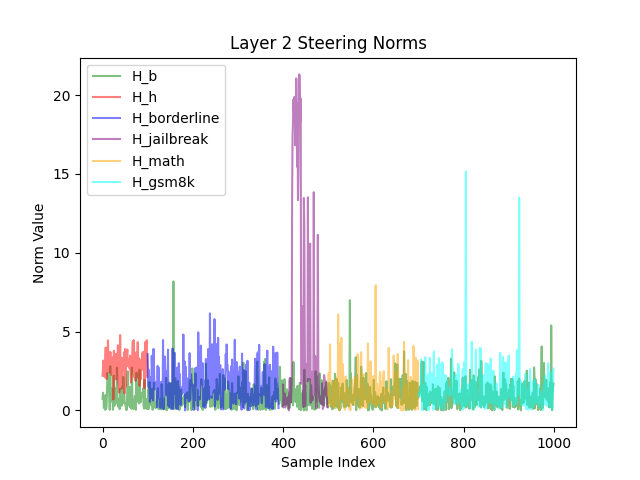 Layer 2 Steering Norms
H_b
H_h
H_borderline
H_jailbreak
H_math
H_gsm8k
20
15
10
5
0
Norm Value
0 200 400 600 800 1000
Sample Index